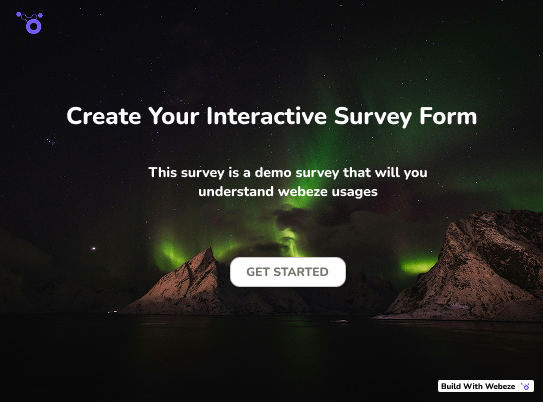 Create Your Interactive Survey Form
This survey is a demo survey that will you
understand webeze usages
GET STARTED
Build With Webeze